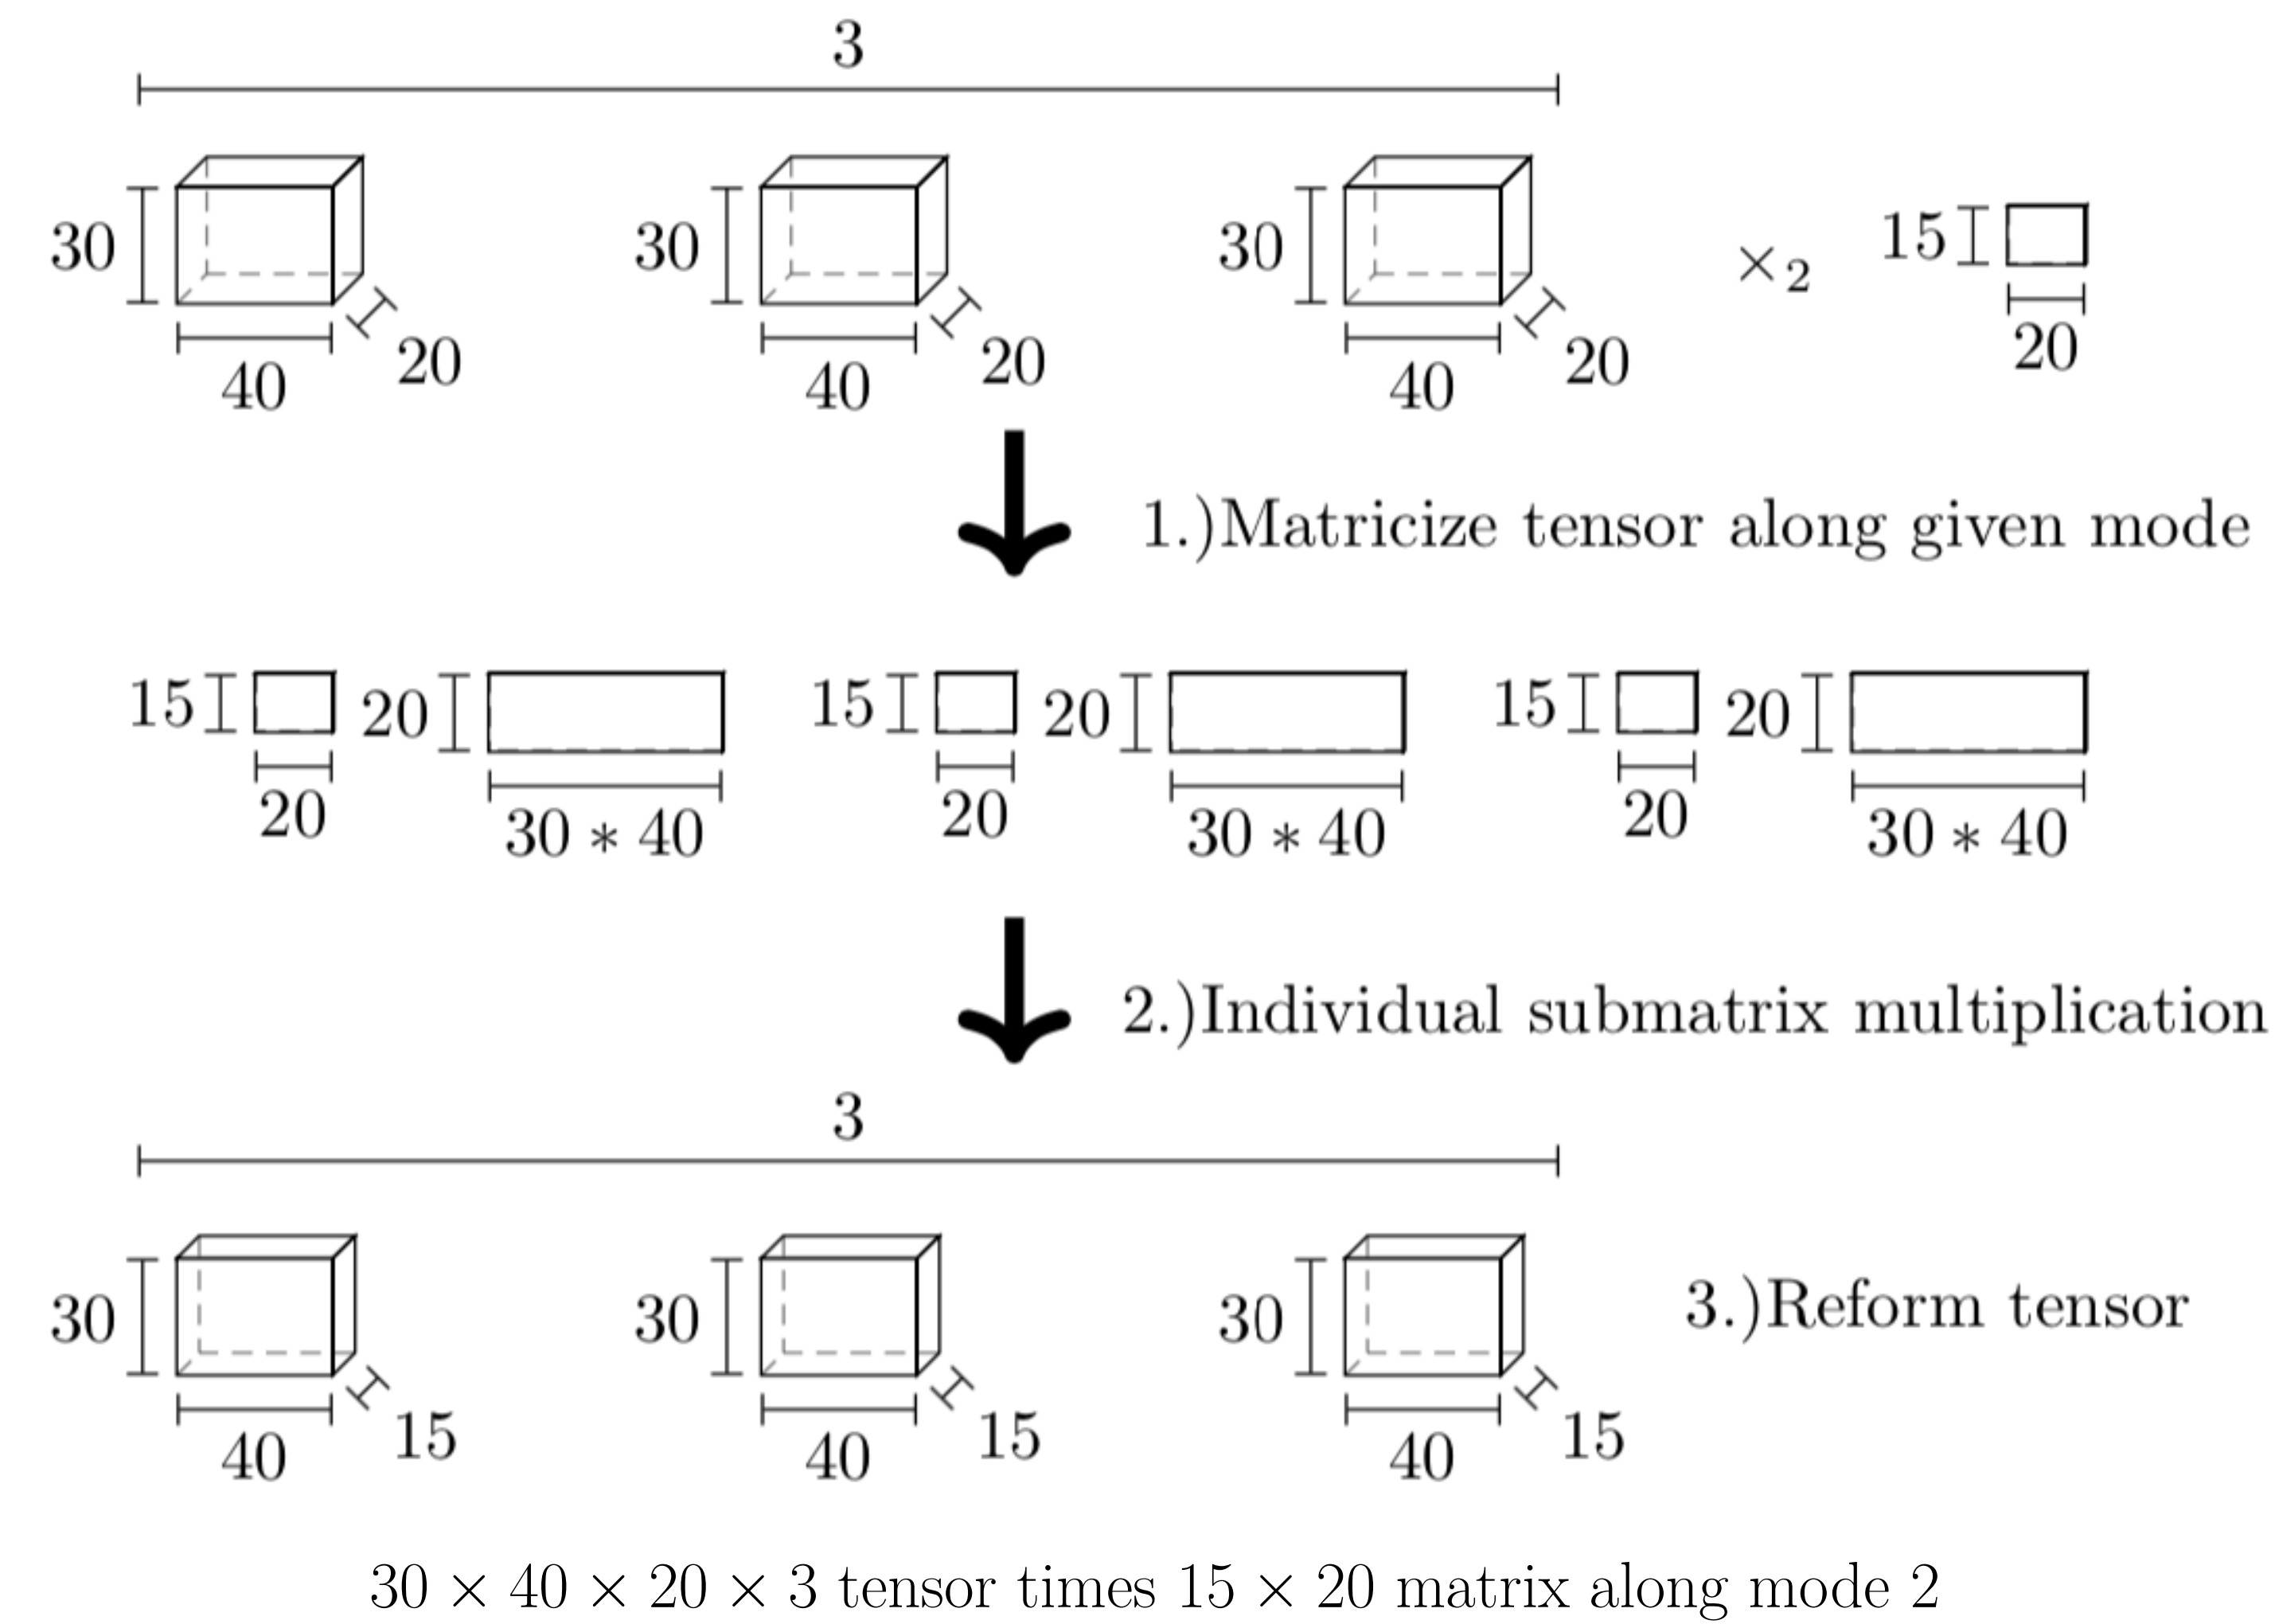 3
30 30 30 ×₂ 15
40 20 40 20 40 20 20
1.)Matricize tensor along given mode
15 20 15 20 15 20
20 30 ∗ 40 20 30 ∗ 40 20 30 ∗ 40
2.)Individual submatrix multiplication
3
30 30 30 3.)Reform tensor
40 15 40 15 40 15
30 × 40 × 20 × 3 tensor times 15 × 20 matrix along mode 2